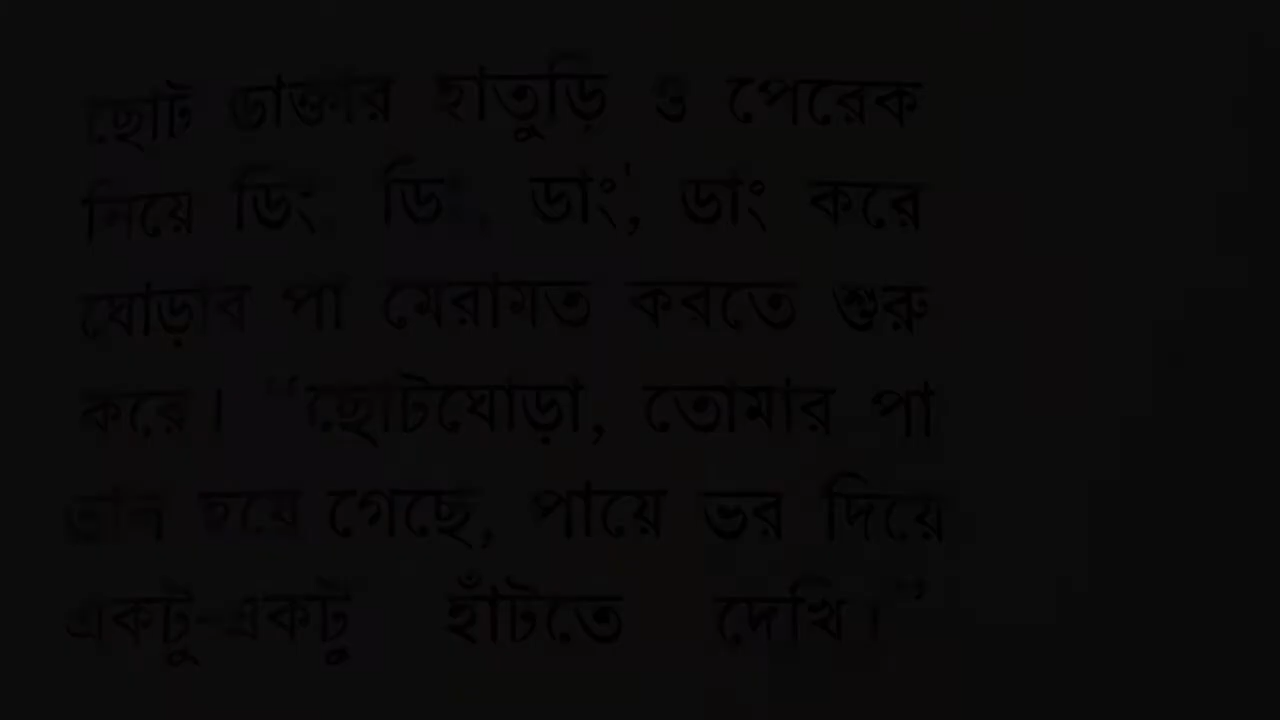 ছোট ডাক্তার হাতুড়ি ও পেরেক
নিয়ে ডিং ডিং, ডাং, ডাং করে
ঘোড়ার পা মেরামত করতে শুরু
করে। “ছোটঘোড়া, তোমার পা
ভাল হয়ে গেছে, পায়ে ভর দিয়ে
একটু-একটু হাঁটতে দেখি।”